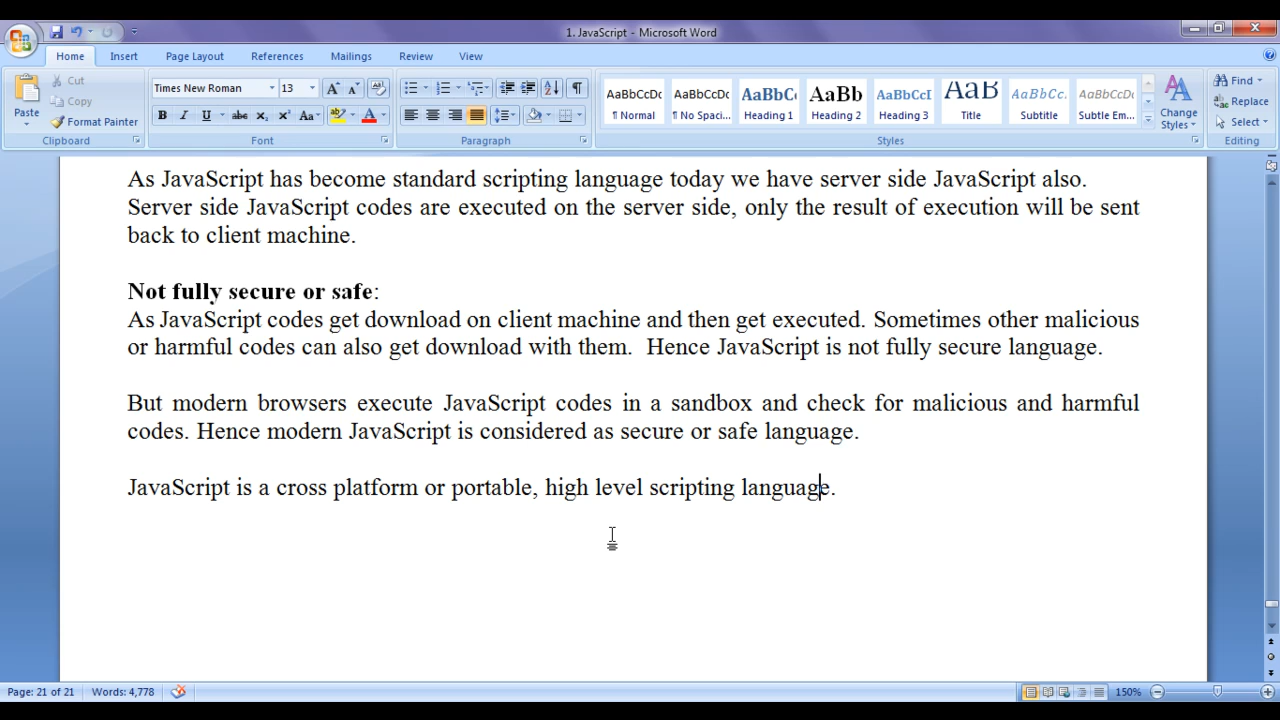 1. JavaScript - Microsoft Word
Home Insert Page Layout References Mailings Review View
Paste
Cut
Copy
Format Painter
Clipboard
Times New Roman 13
Font
Paragraph
AaBbCcDc AaBbCcDc AaBbC AaBb AaBbCcI AaB AaBbCc. AaBbCcDc
¶ Normal ¶ No Spaci... Heading 1 Heading 2 Heading 3 Title Subtitle Subtle Em...
Change Styles
Styles
Find
Replace
Select
Editing
As JavaScript has become standard scripting language today we have server side JavaScript also.
Server side JavaScript codes are executed on the server side, only the result of execution will be sent
back to client machine.
Not fully secure or safe:
As JavaScript codes get download on client machine and then get executed. Sometimes other malicious
or harmful codes can also get download with them.  Hence JavaScript is not fully secure language.
But modern browsers execute JavaScript codes in a sandbox and check for malicious and harmful
codes. Hence modern JavaScript is considered as secure or safe language.
JavaScript is a cross platform or portable, high level scripting language.
Page: 21 of 21 Words: 4,778 150%